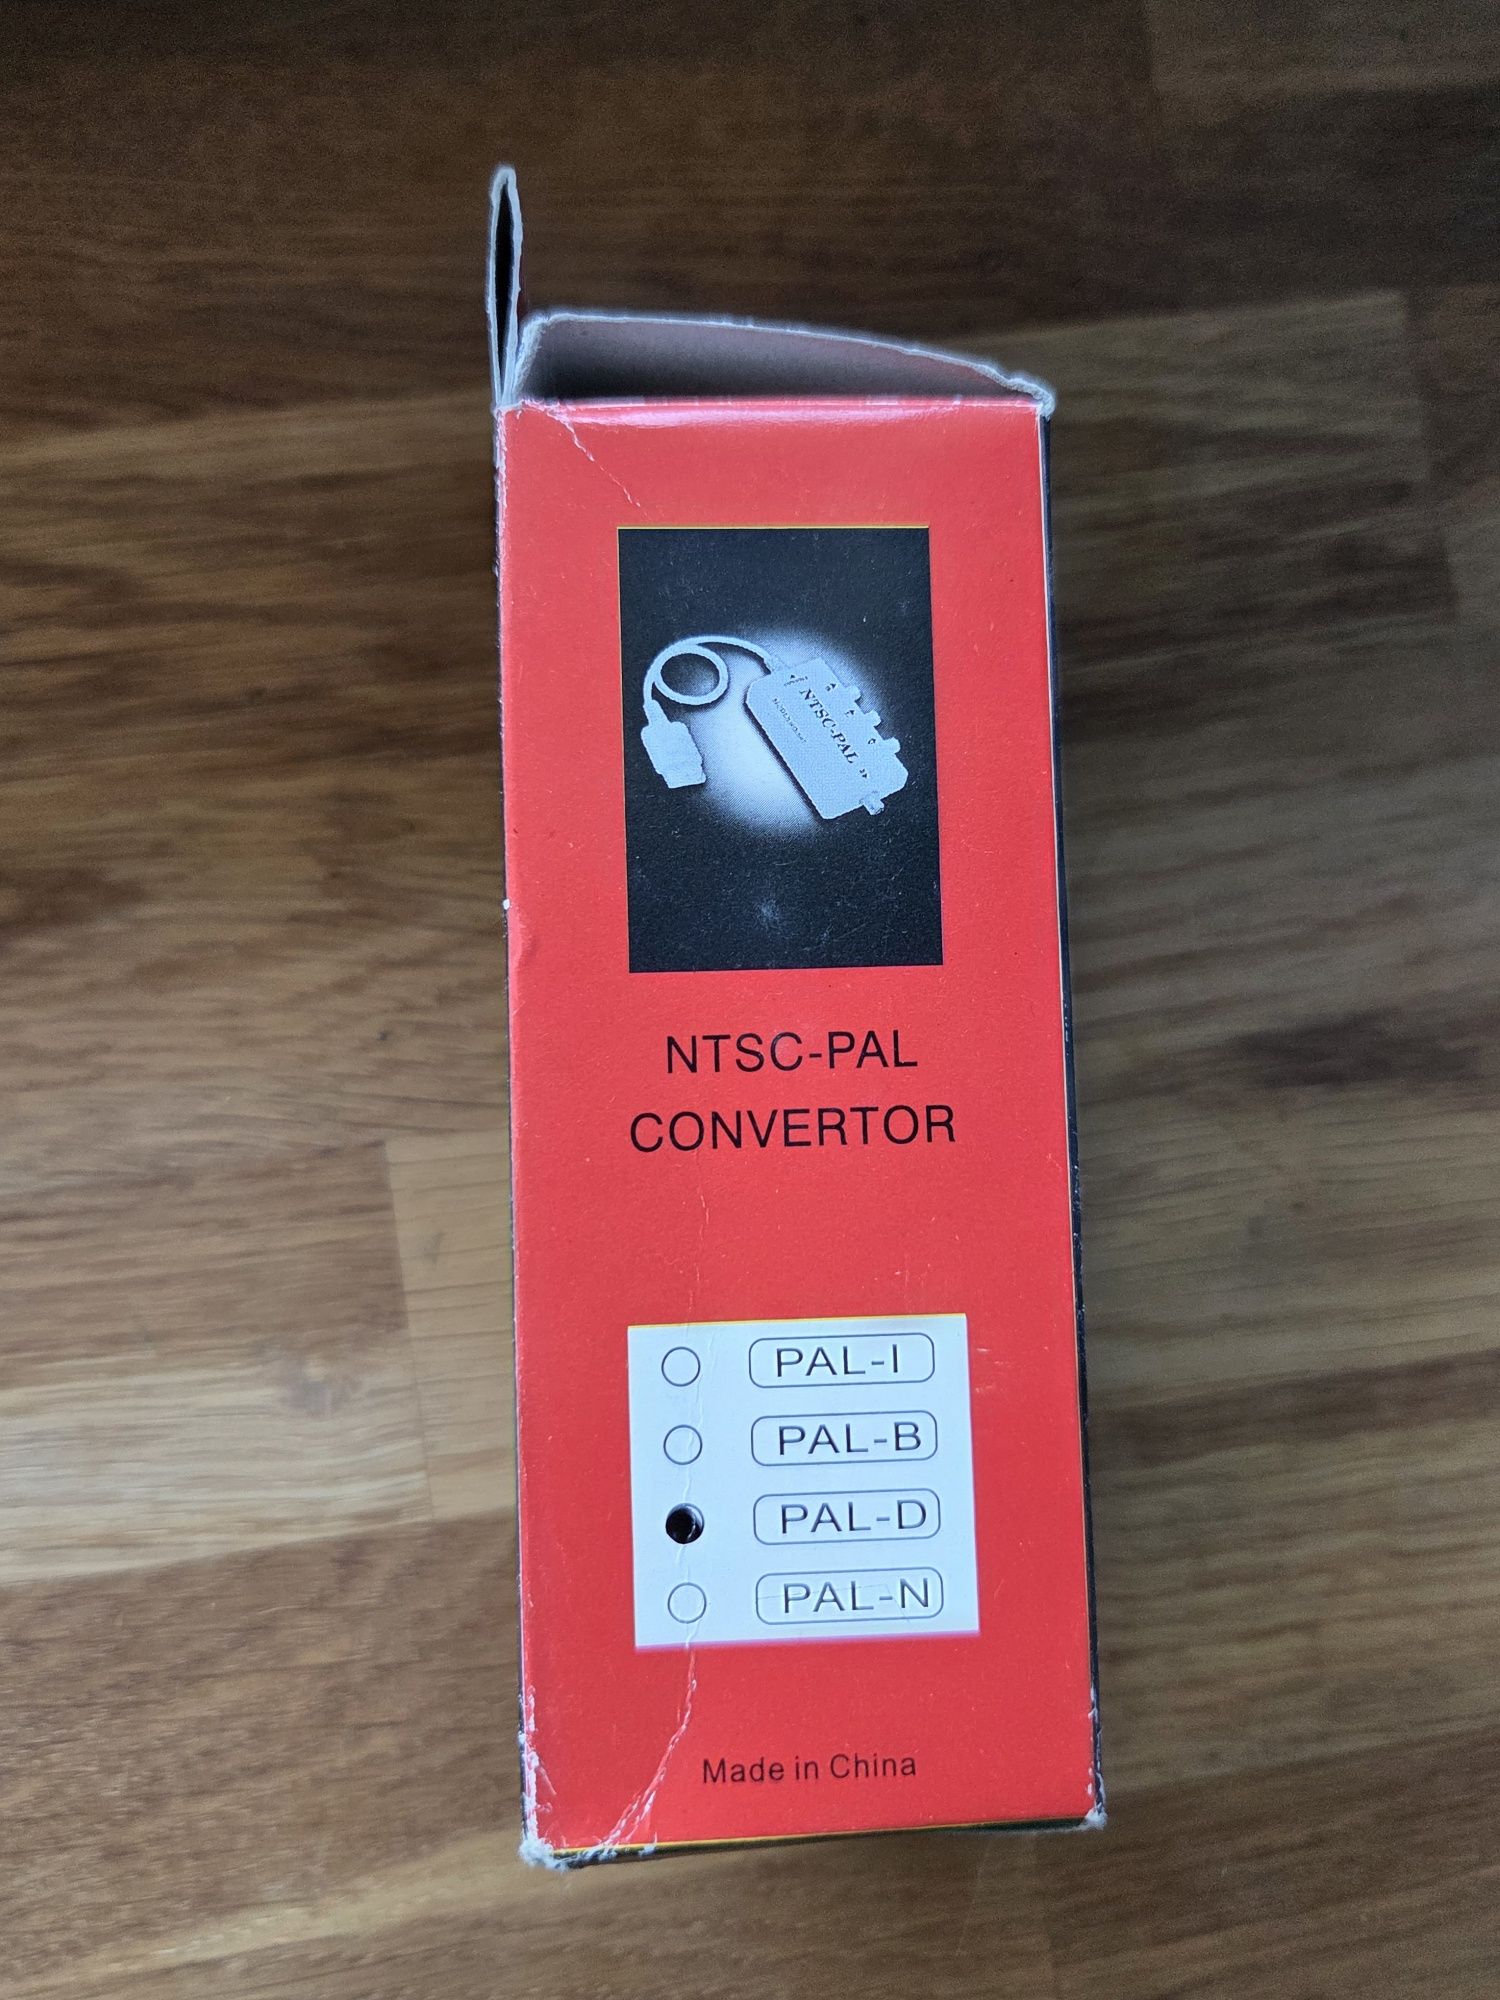 NTSC-PAL
NTSC-PAL
CONVERTOR
PAL-I
PAL-B
PAL-D
PAL-N
Made in China